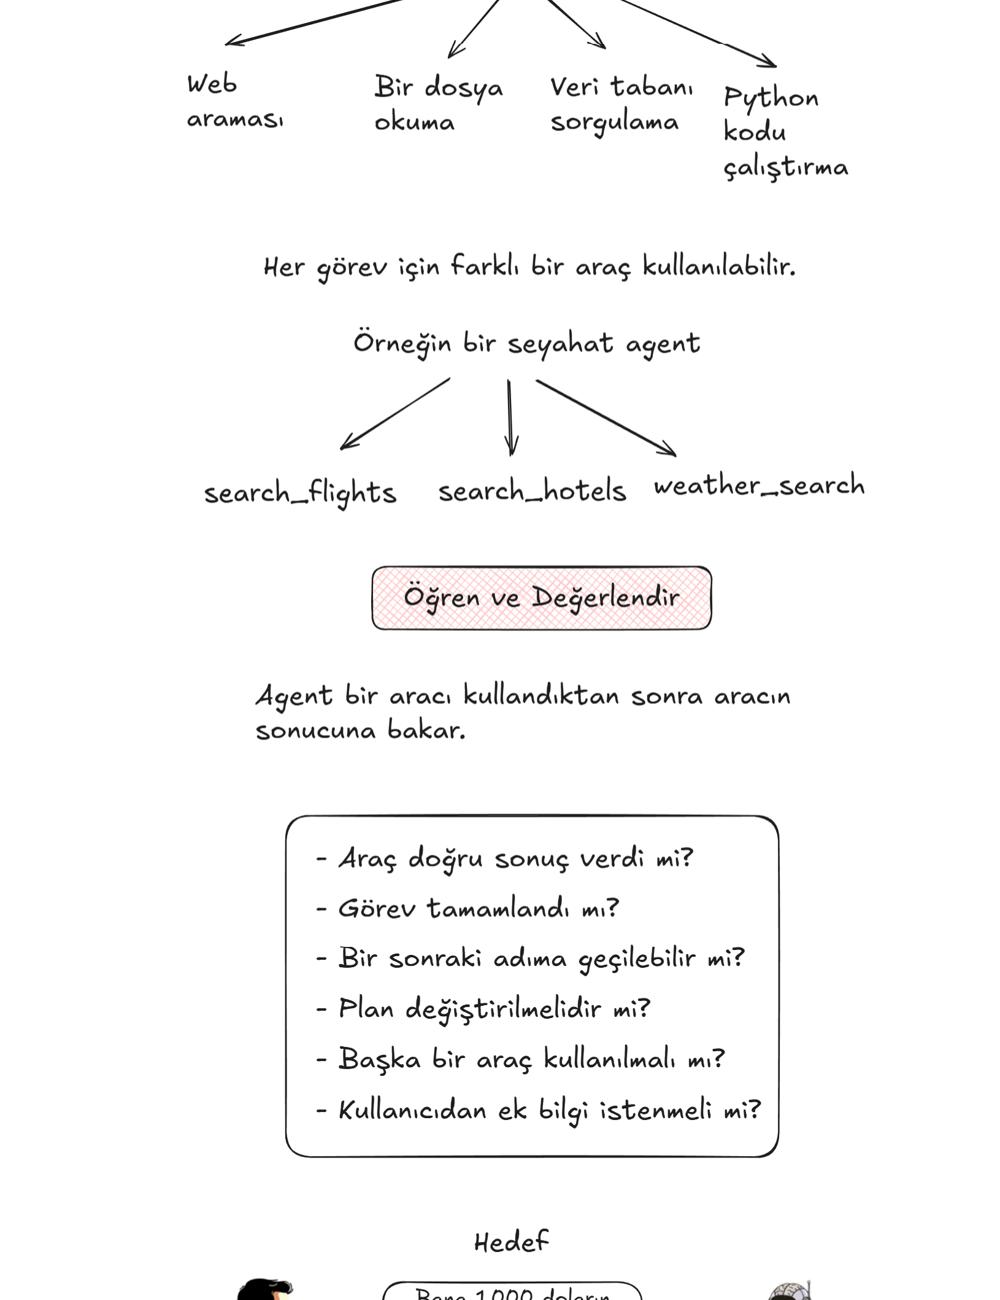 Web
araması
Bir dosya
okuma
Veri tabanı
sorgulama
Python
kodu
çalıştırma
Her görev için farklı bir araç kullanılabilir.
Örneğin bir seyahat agent
search_flights
search_hotels
weather_search
Öğren ve Değerlendir
Agent bir aracı kullandıktan sonra aracın
sonucuna bakar.
- Araç doğru sonuç verdi mi?
- Görev tamamlandı mı?
- Bir sonraki adıma geçilebilir mi?
- Plan değiştirilmelidir mi?
- Başka bir araç kullanılmalı mı?
- Kullanıcıdan ek bilgi istenmeli mi?
Hedef
Bana 1000 doların